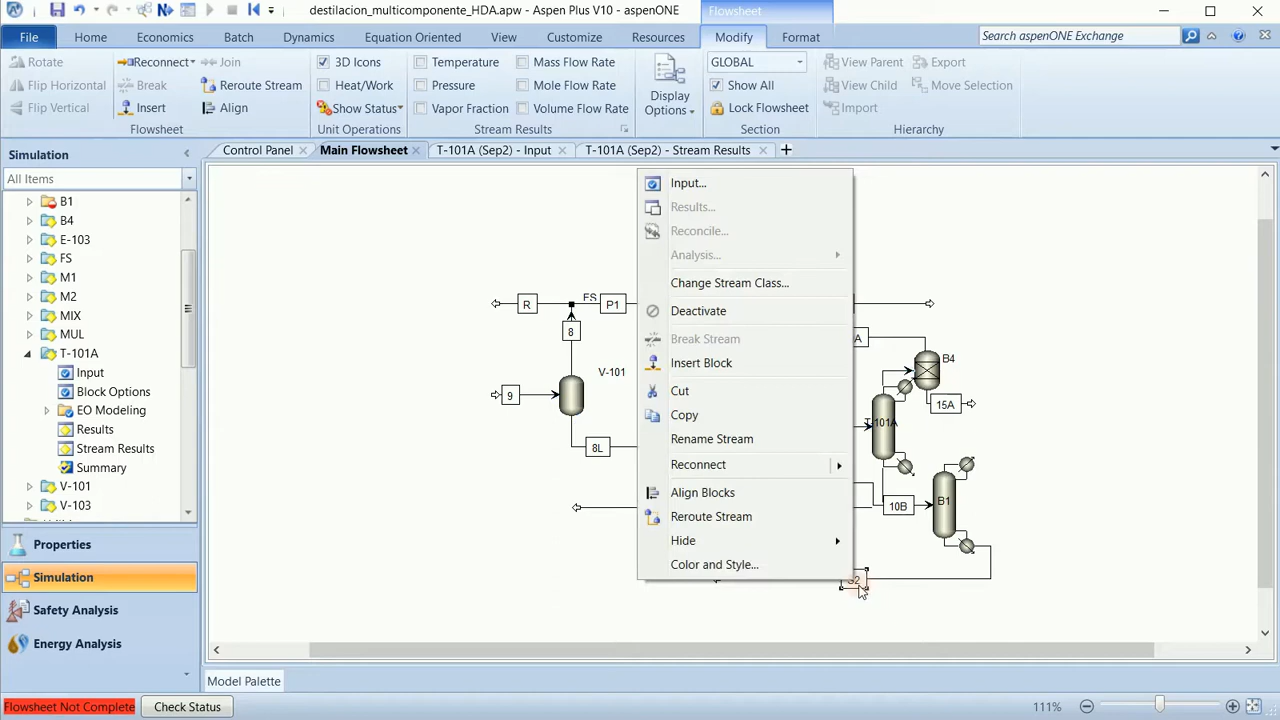 destilacion_multicomponente_HDA.apw - Aspen Plus V10 - aspenONE
Flowsheet
File Home Economics Batch Dynamics Equation Oriented View Customize Resources Modify Format
Search aspenONE Exchange
Rotate
Flip Horizontal
Flip Vertical
Reconnect
Break
Insert
Join
Reroute Stream
Align
Flowsheet
3D Icons
Heat/Work
Show Status
Unit Operations
Temperature
Pressure
Vapor Fraction
Mass Flow Rate
Mole Flow Rate
Volume Flow Rate
Stream Results
Display
Options
GLOBAL
Show All
Lock Flowsheet
Section
View Parent
View Child
Import
Export
Move Selection
Hierarchy
Simulation
All Items
B1
B4
E-103
FS
M1
M2
MIX
MUL
T-101A
Input
Block Options
EO Modeling
Results
Stream Results
Summary
V-101
V-103
Properties
Simulation
Safety Analysis
Energy Analysis
Control Panel
Main Flowsheet
T-101A (Sep2) - Input
T-101A (Sep2) - Stream Results
Input...
Results...
Reconcile...
Analysis...
Change Stream Class...
Deactivate
Break Stream
Insert Block
Cut
Copy
Rename Stream
Reconnect
Align Blocks
Reroute Stream
Hide
Color and Style...
R
FS
P1
8
V-101
9
8L
A
B4
15A
T-101A
10B
B1
S2
Model Palette
Flowsheet Not Complete
Check Status
111%